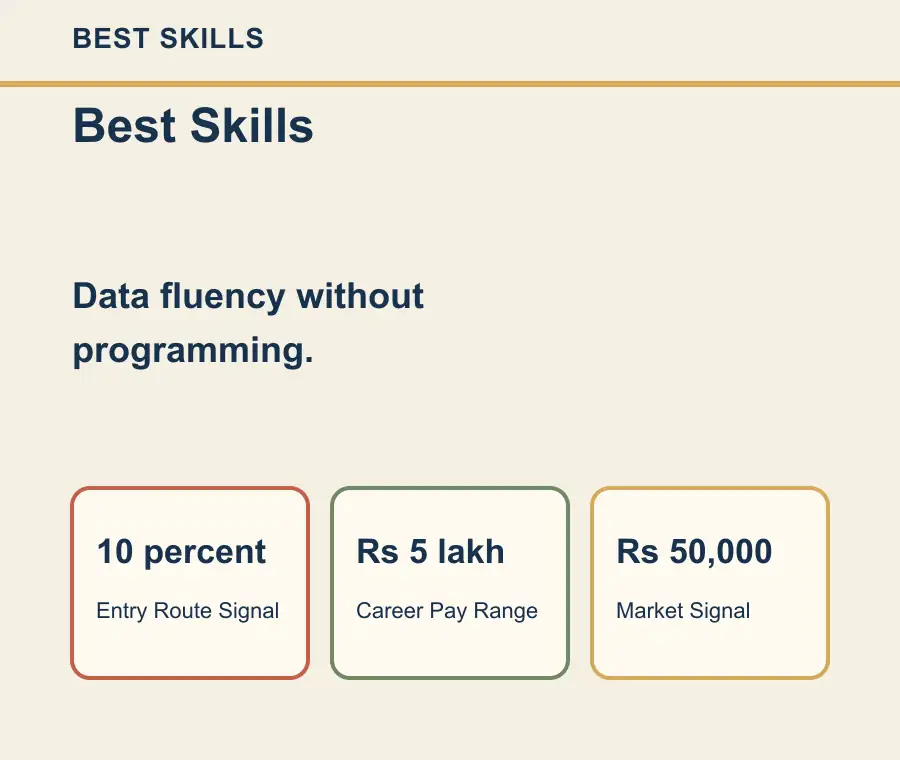 BEST SKILLS
Best Skills
Data fluency without
programming.
10 percent
Entry Route Signal
Rs 5 lakh
Career Pay Range
Rs 50,000
Market Signal